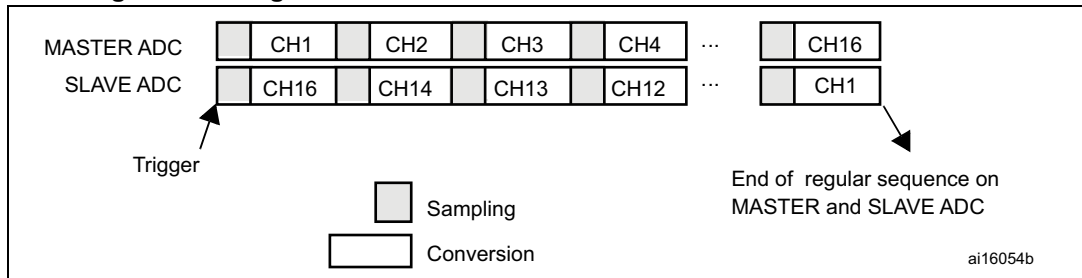 MASTER ADC CH1 CH2 CH3 CH4 ... CH16
SLAVE ADC CH16 CH14 CH13 CH12 ... CH1
Trigger
End of regular sequence on
MASTER and SLAVE ADC
Sampling
Conversion
ai16054b